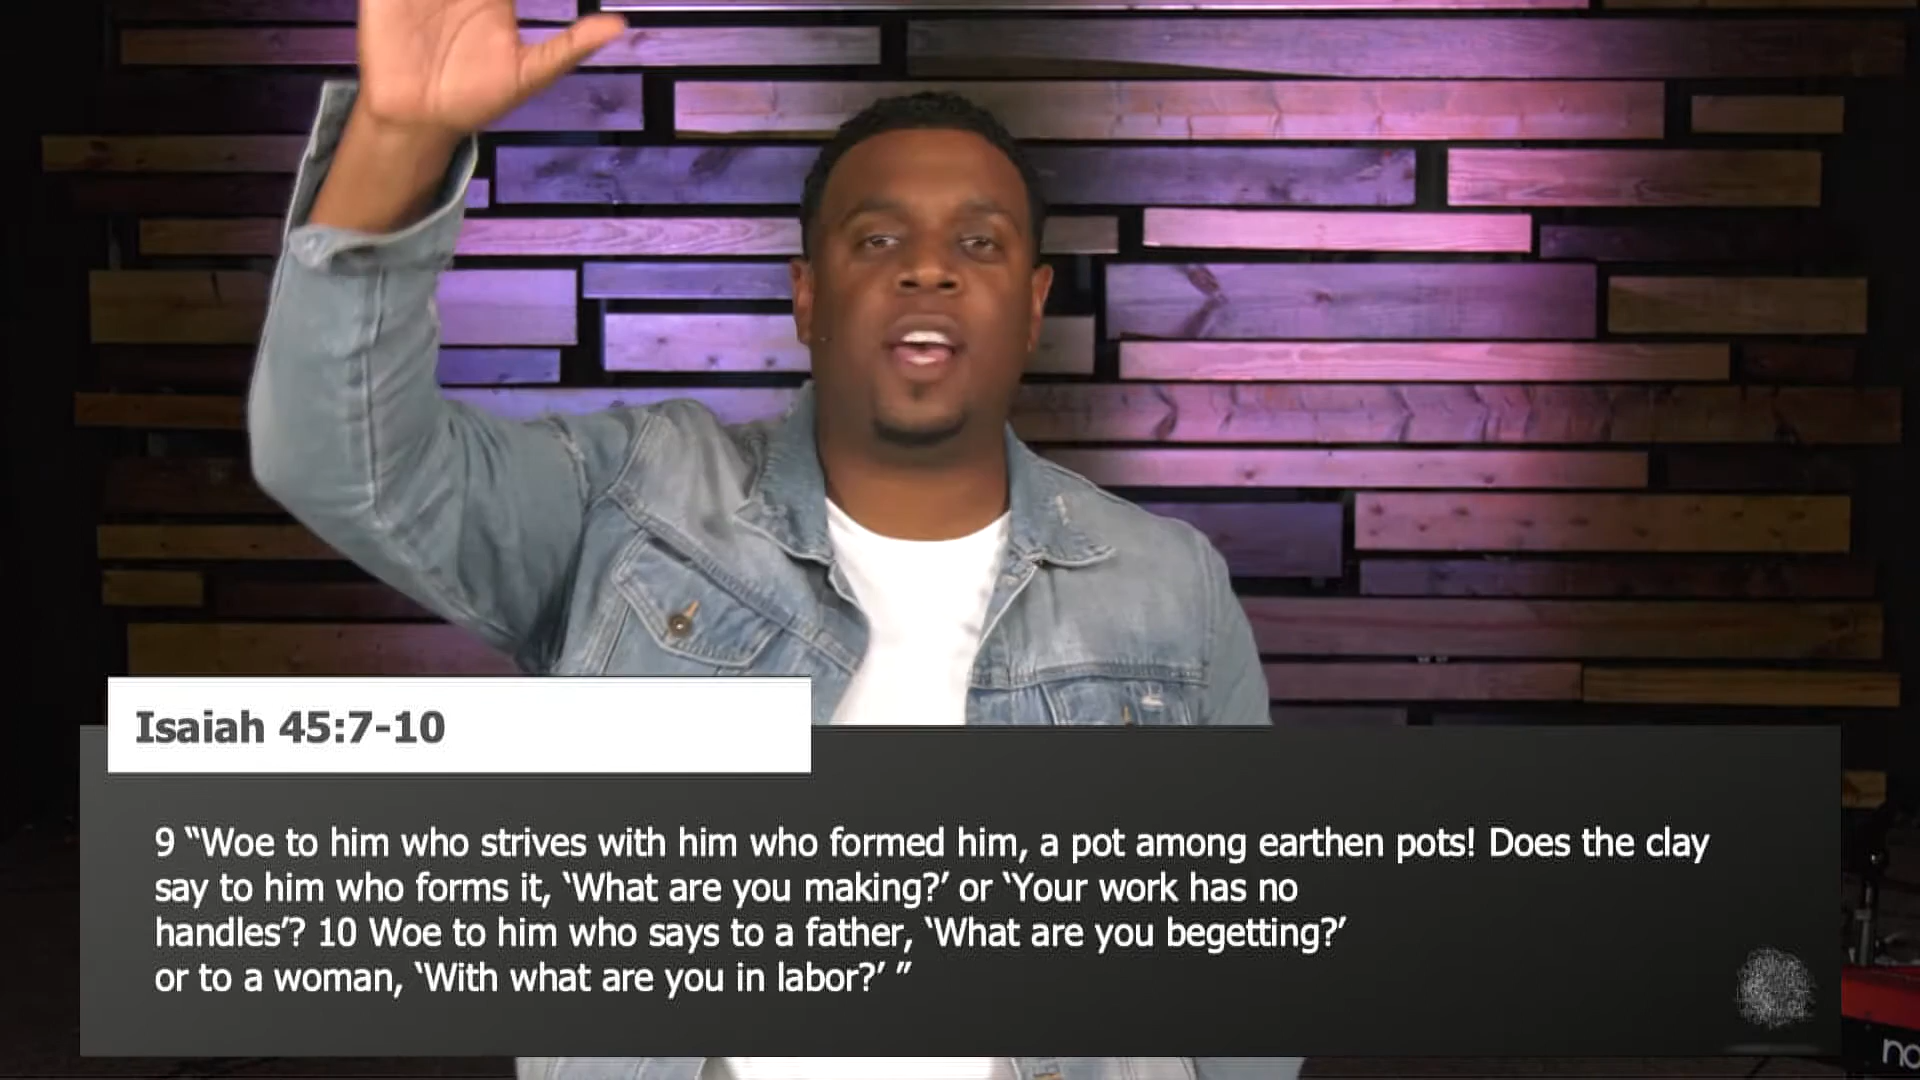 Isaiah 45:7-10
9 “Woe to him who strives with him who formed him, a pot among earthen pots! Does the clay
say to him who forms it, ‘What are you making?’ or ‘Your work has no
handles’? 10 Woe to him who says to a father, ‘What are you begetting?’
or to a woman, ‘With what are you in labor?’ ”